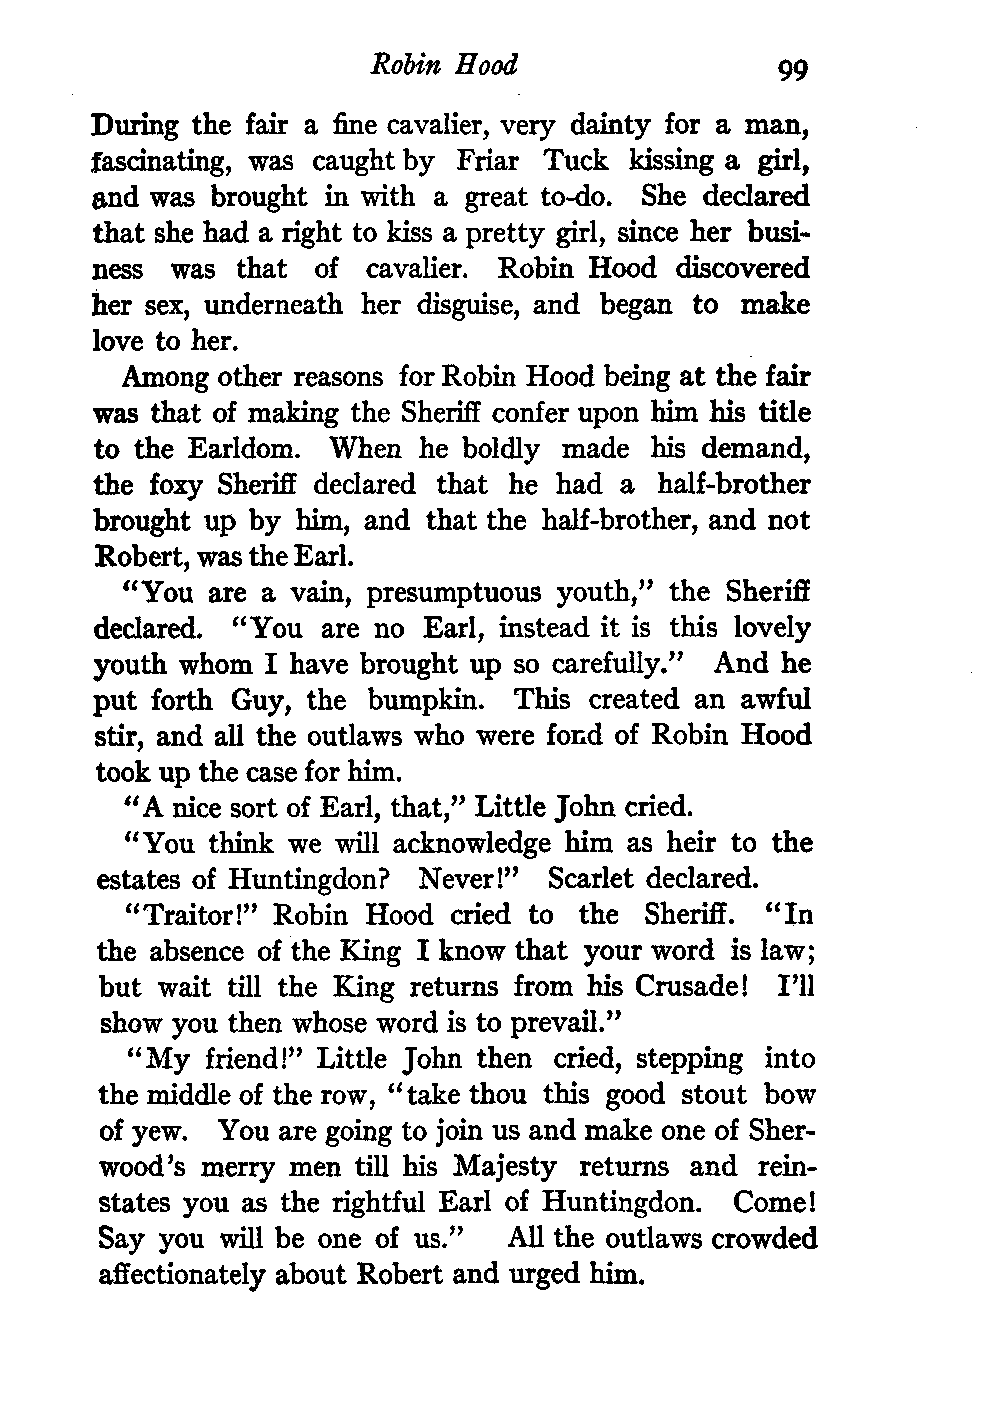 Robin Hood 99
During the fair a fine cavalier, very dainty for a man,
fascinating, was caught by Friar Tuck kissing a girl,
and was brought in with a great to-do. She declared
that she had a right to kiss a pretty girl, since her busi-
ness was that of cavalier. Robin Hood discovered
her sex, underneath her disguise, and began to make
love to her.
Among other reasons for Robin Hood being at the fair
was that of making the Sheriff confer upon him his title
to the Earldom. When he boldly made his demand,
the foxy Sheriff declared that he had a half-brother
brought up by him, and that the half-brother, and not
Robert, was the Earl.
“You are a vain, presumptuous youth,” the Sheriff
declared. “You are no Earl, instead it is this lovely
youth whom I have brought up so carefully.” And he
put forth Guy, the bumpkin. This created an awful
stir, and all the outlaws who were fond of Robin Hood
took up the case for him.
“A nice sort of Earl, that,” Little John cried.
“You think we will acknowledge him as heir to the
estates of Huntingdon? Never!” Scarlet declared.
“Traitor!” Robin Hood cried to the Sheriff. “In
the absence of the King I know that your word is law;
but wait till the King returns from his Crusade! I’ll
show you then whose word is to prevail.”
“My friend!” Little John then cried, stepping into
the middle of the row, “take thou this good stout bow
of yew. You are going to join us and make one of Sher-
wood’s merry men till his Majesty returns and rein-
states you as the rightful Earl of Huntingdon. Come!
Say you will be one of us.” All the outlaws crowded
affectionately about Robert and urged him.